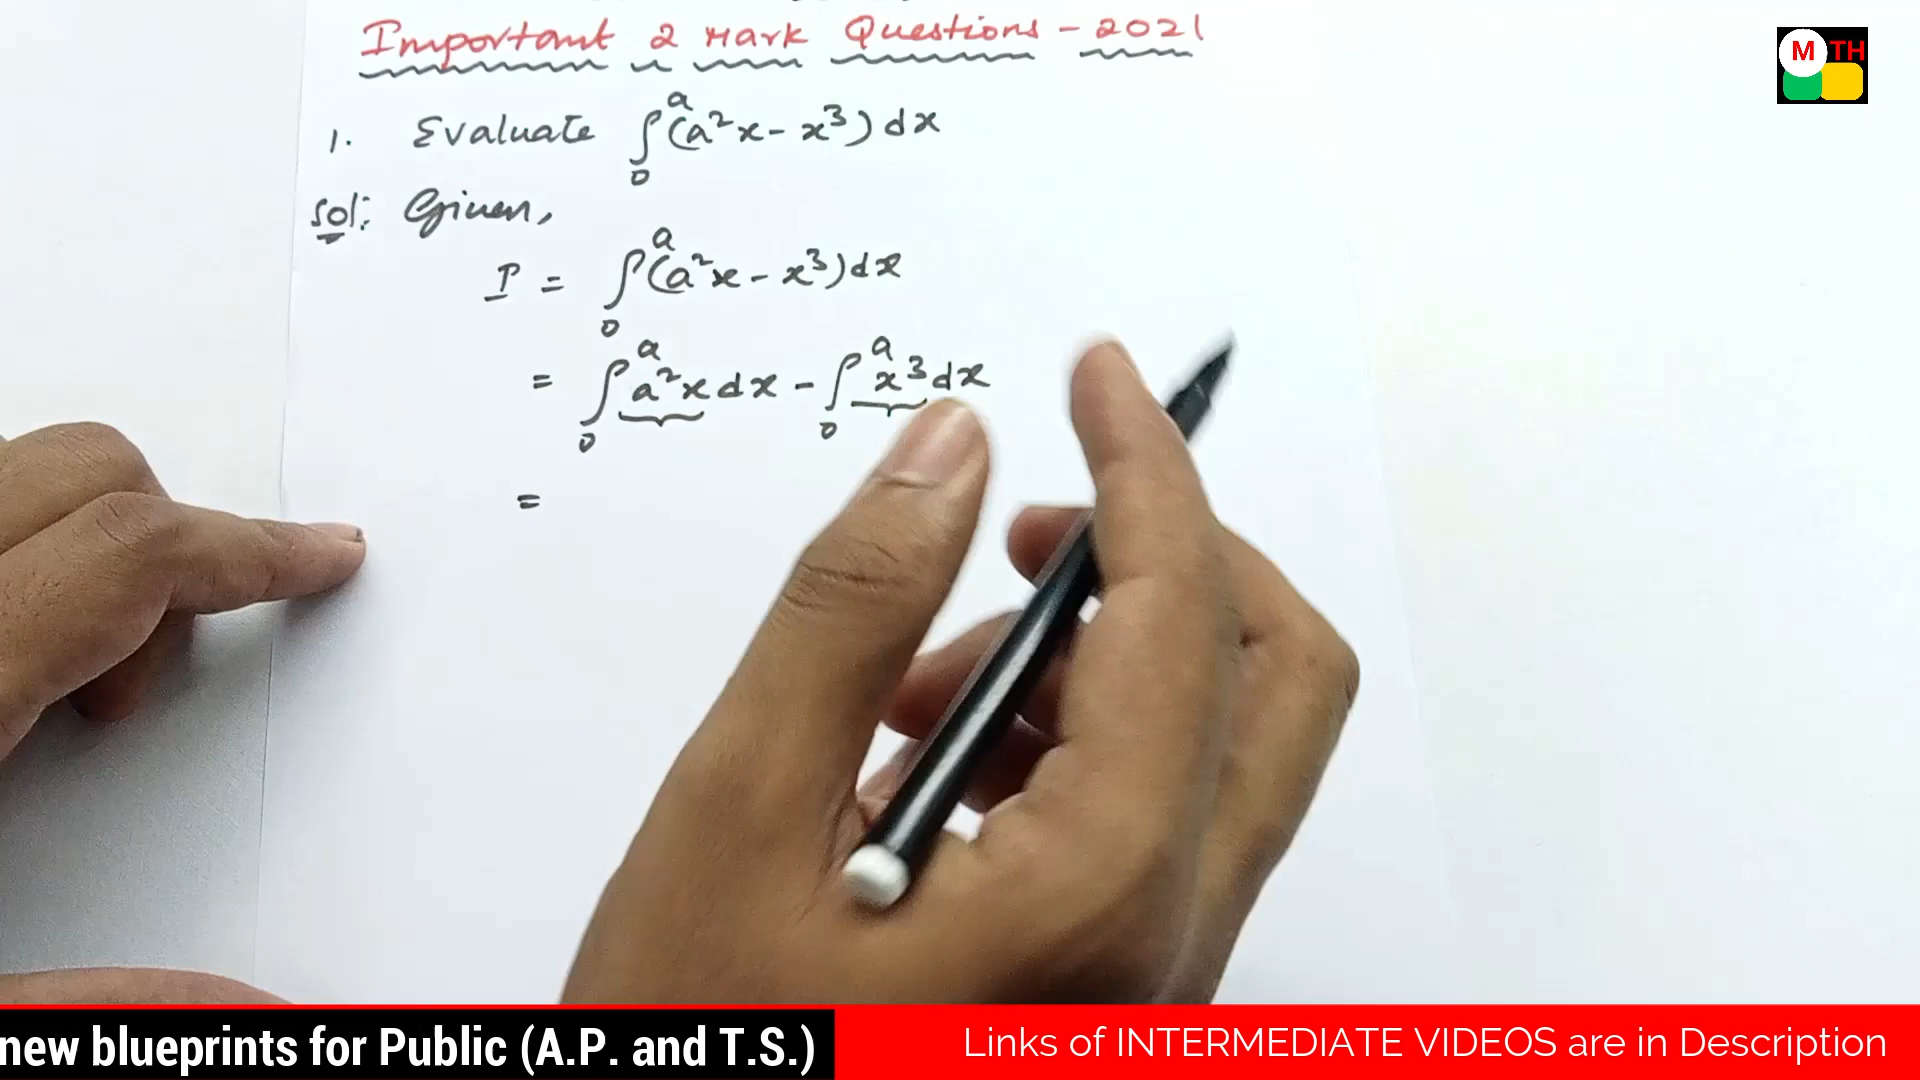 Important 2 Mark Questions - 2021
M TH
1. Evaluate ∫₀ᵃ (a²x - x³) dx
Sol: Given,
I = ∫₀ᵃ (a²x - x³) dx
= ∫₀ᵃ a²x dx - ∫₀ᵃ x³ dx
=
new blueprints for Public (A.P. and T.S.)
Links of INTERMEDIATE VIDEOS are in Description